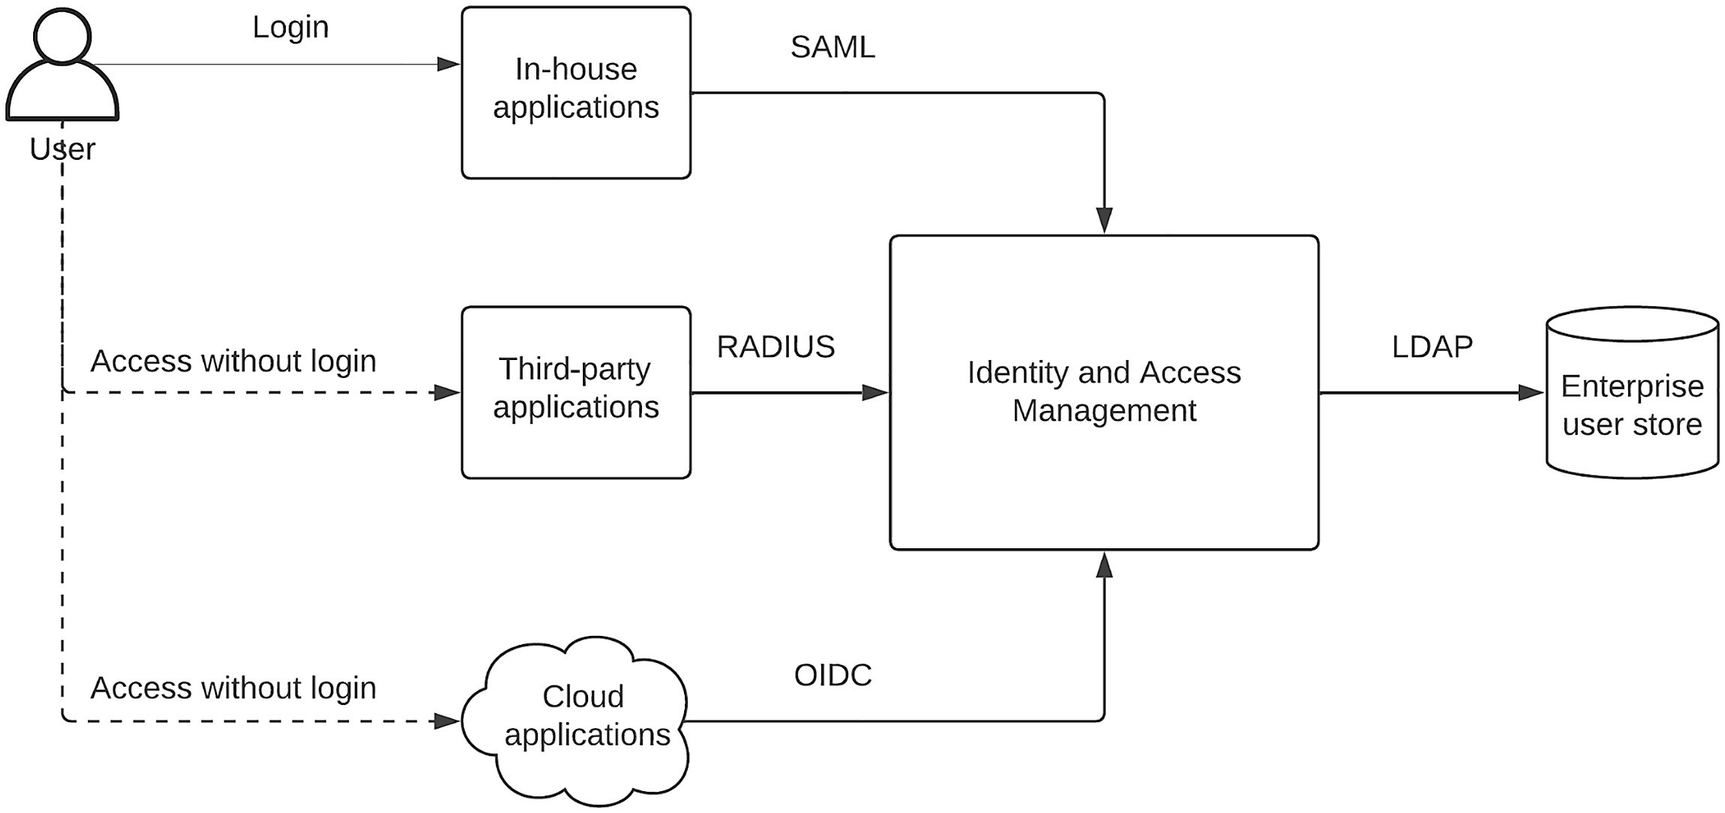 Login
SAML
In-house
applications
User
Access without login
Third-party
applications
RADIUS
Identity and Access
Management
LDAP
Enterprise
user store
Access without login
Cloud
applications
OIDC